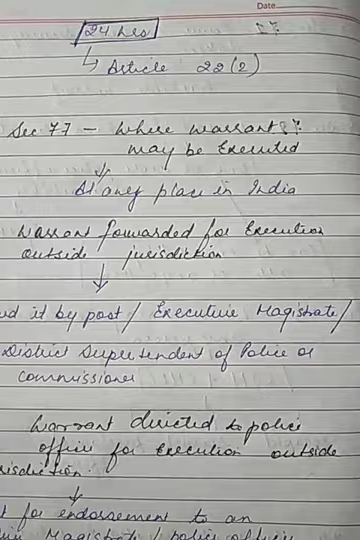 Date
24 hrs
↳ Article 22(2)
Sec 77 – Where warrant
may be Executed
↓
At any place in India
Warrant forwarded for Execution
outside jurisdiction
↓
it by post / Executive Magistrate /
District Superintendent of Police or
Commissioner
Warrant directed to police
officer for Execution outside
↓
for endorsement to an
Magistrate / police officer